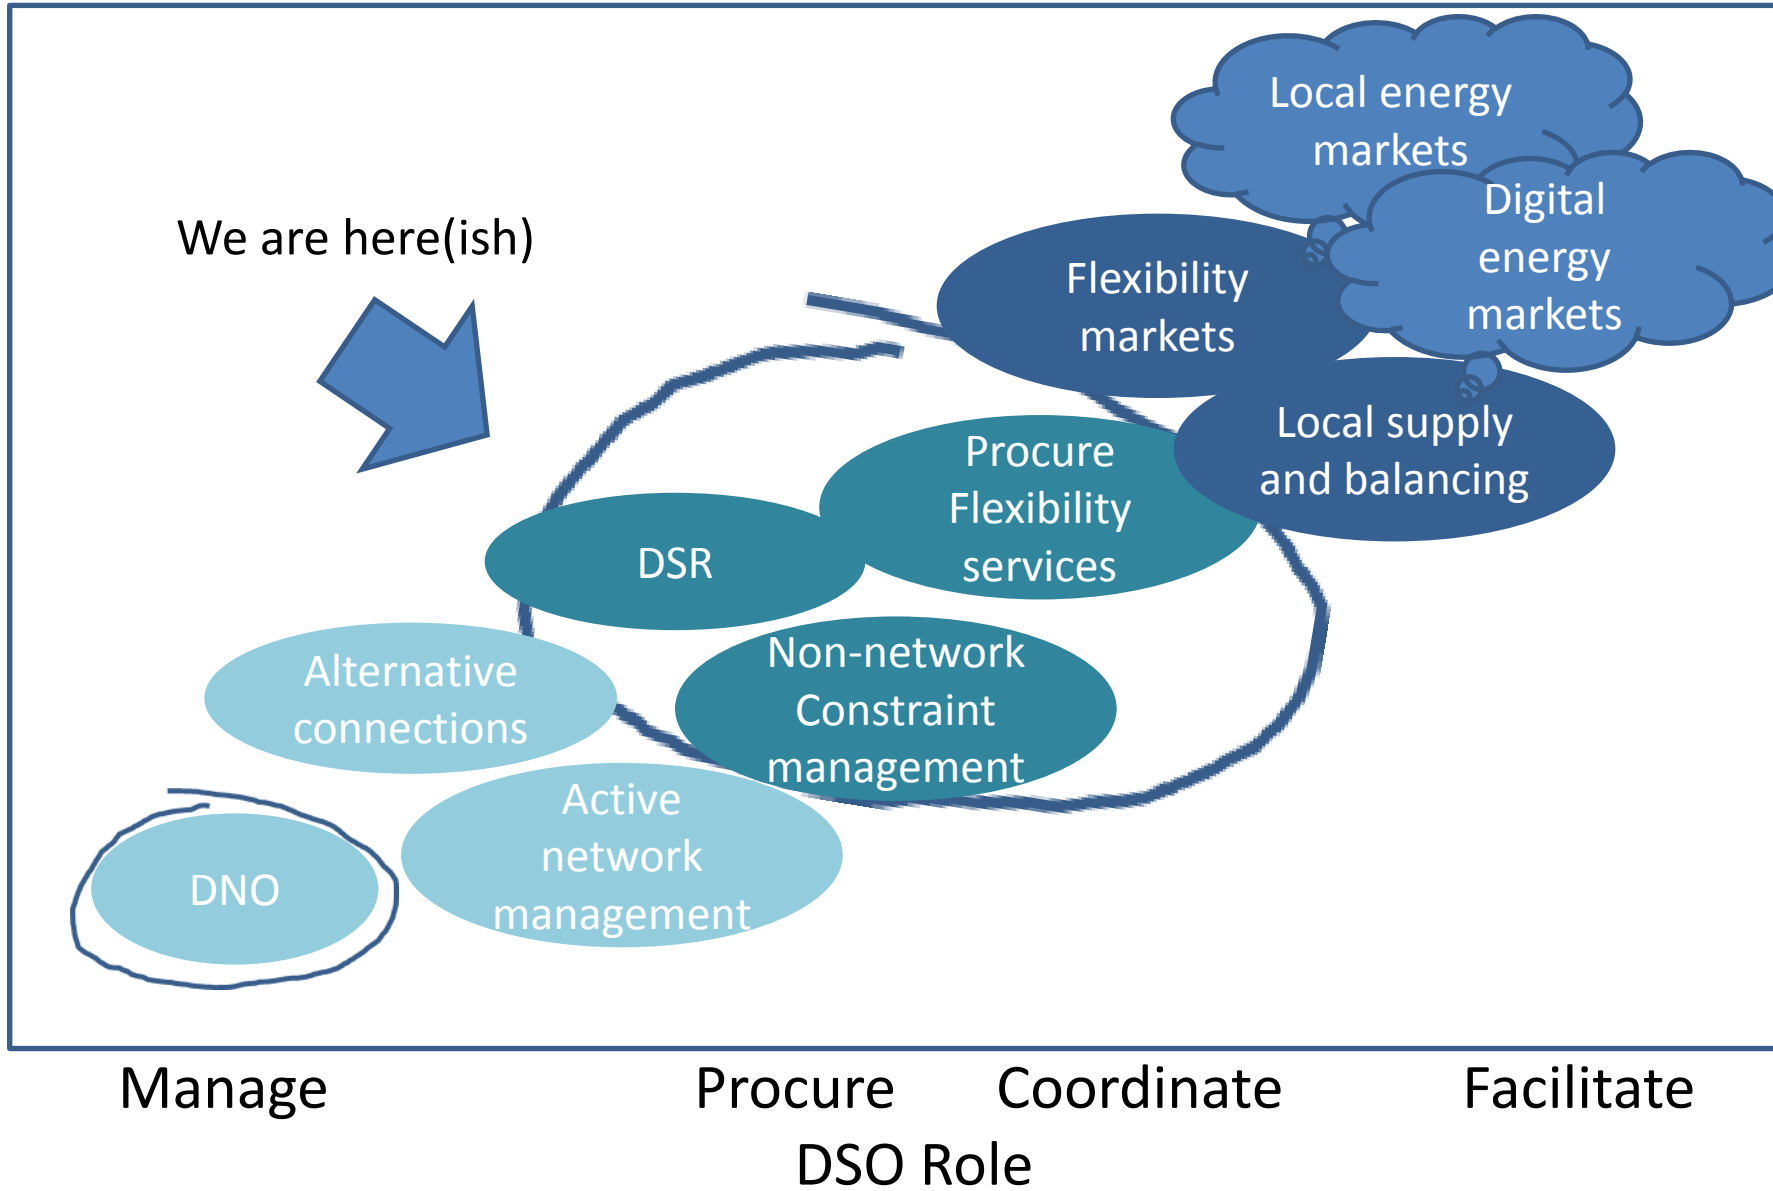 Local energy
markets
Digital
energy
markets
We are here(ish)
Flexibility
markets
Local supply
and balancing
Procure
Flexibility
services
DSR
Non-network
Constraint
management
Alternative
connections
Active
network
management
DNO
Manage
Procure
Coordinate
Facilitate
DSO Role